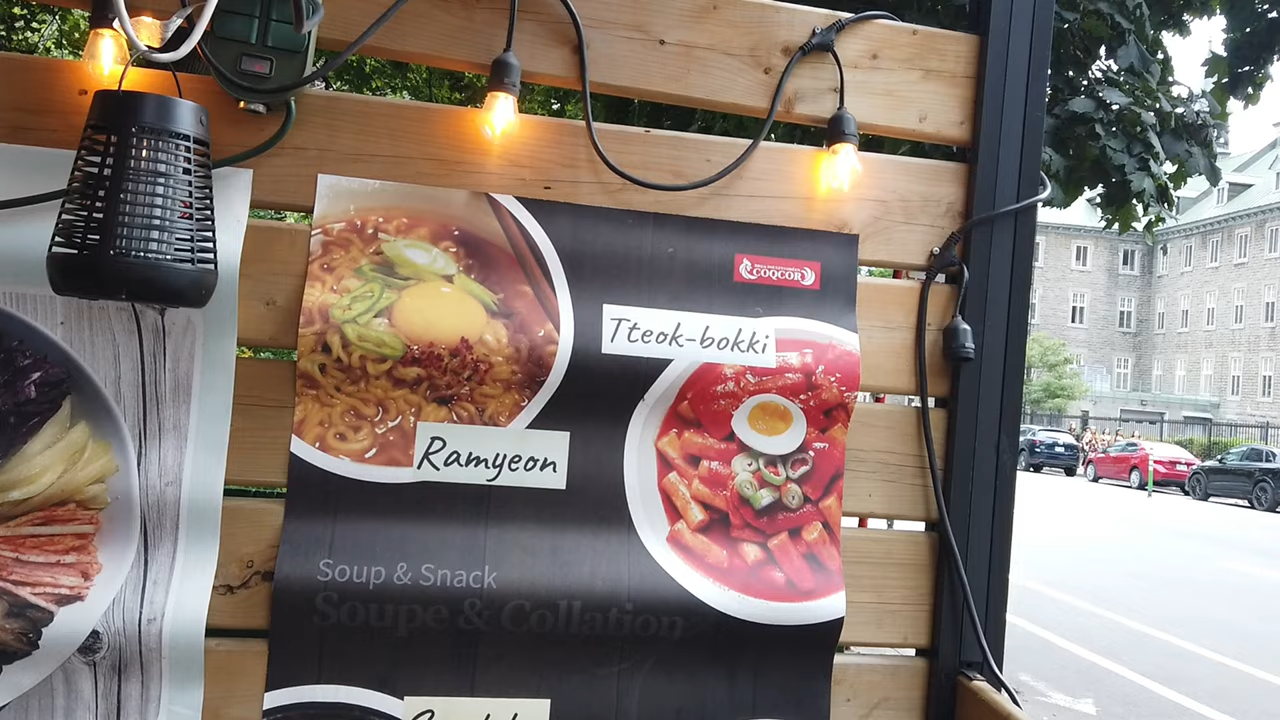 COQCOR
Tteok-bokki
Ramyeon
Soup & Snack
Soupe & Collation